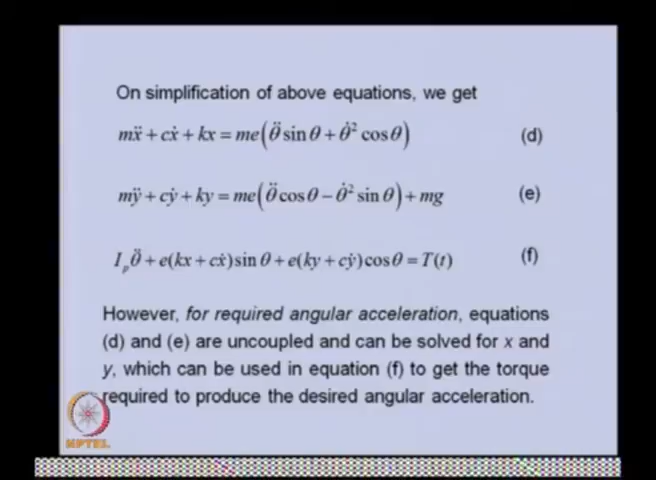 On simplification of above equations, we get
mẍ + cẋ + kx = me(θ̈ sin θ + θ̇² cos θ) (d)
mÿ + cẏ + ky = me(θ̈ cos θ − θ̇² sin θ) + mg (e)
I_p θ̈ + e(kx + cẋ) sin θ + e(ky + cẏ) cos θ = T(t) (f)
However, for required angular acceleration, equations
(d) and (e) are uncoupled and can be solved for x and
y, which can be used in equation (f) to get the torque
required to produce the desired angular acceleration.
NPTEL